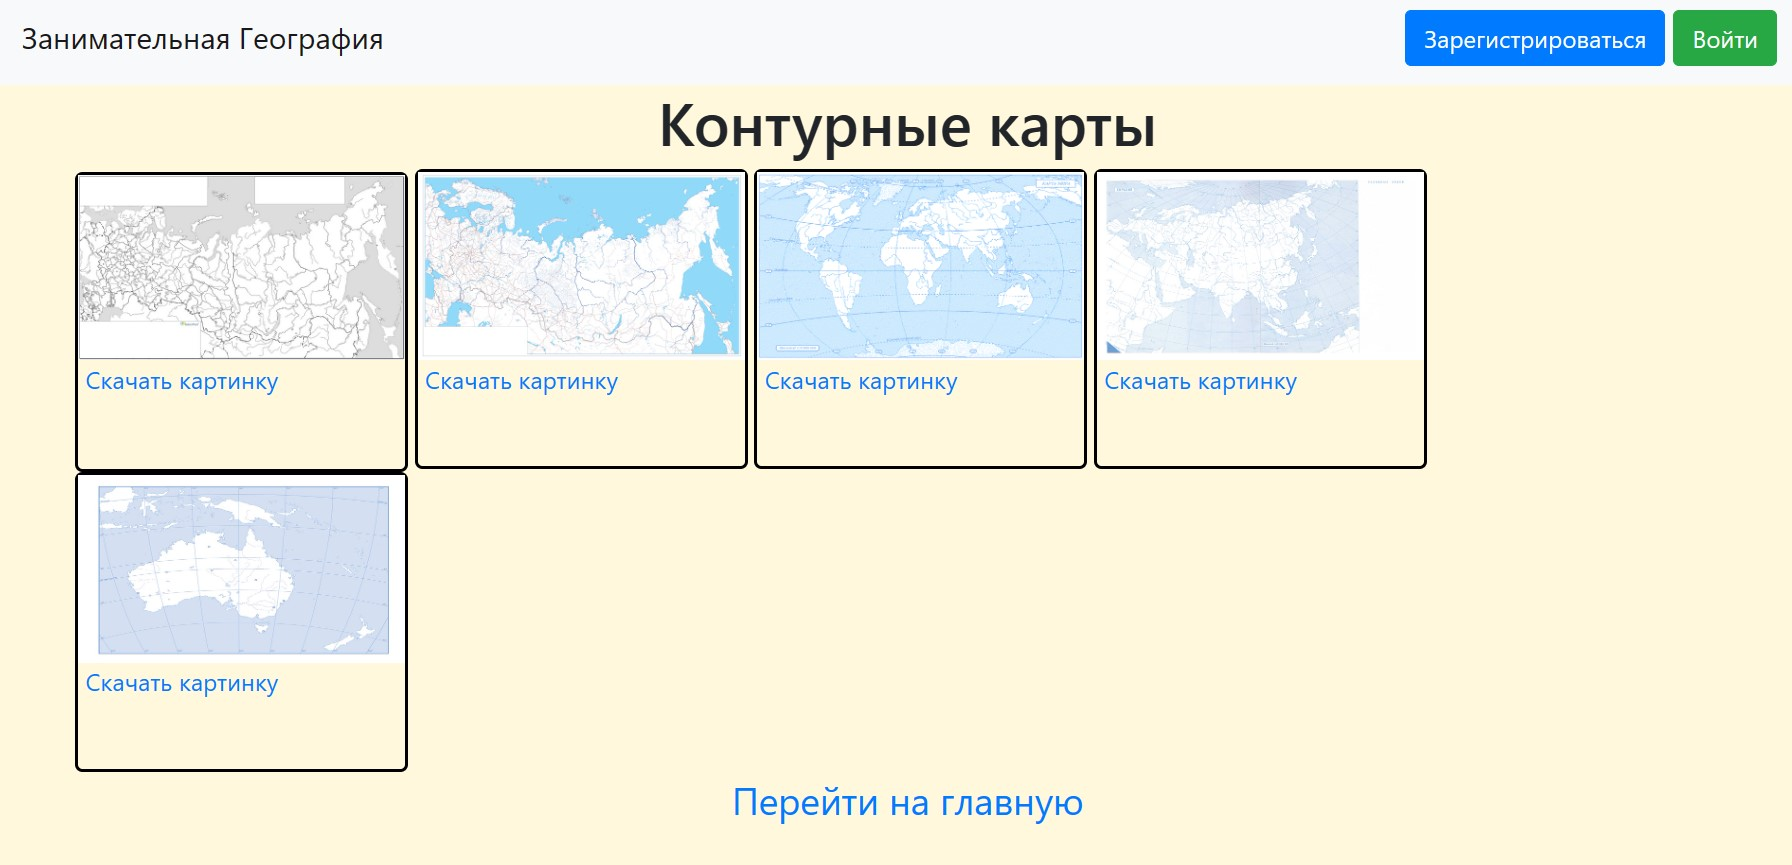 Занимательная География
Зарегистрироваться
Войти
Контурные карты
Скачать картинку
Скачать картинку
Скачать картинку
Скачать картинку
Скачать картинку
Перейти на главную